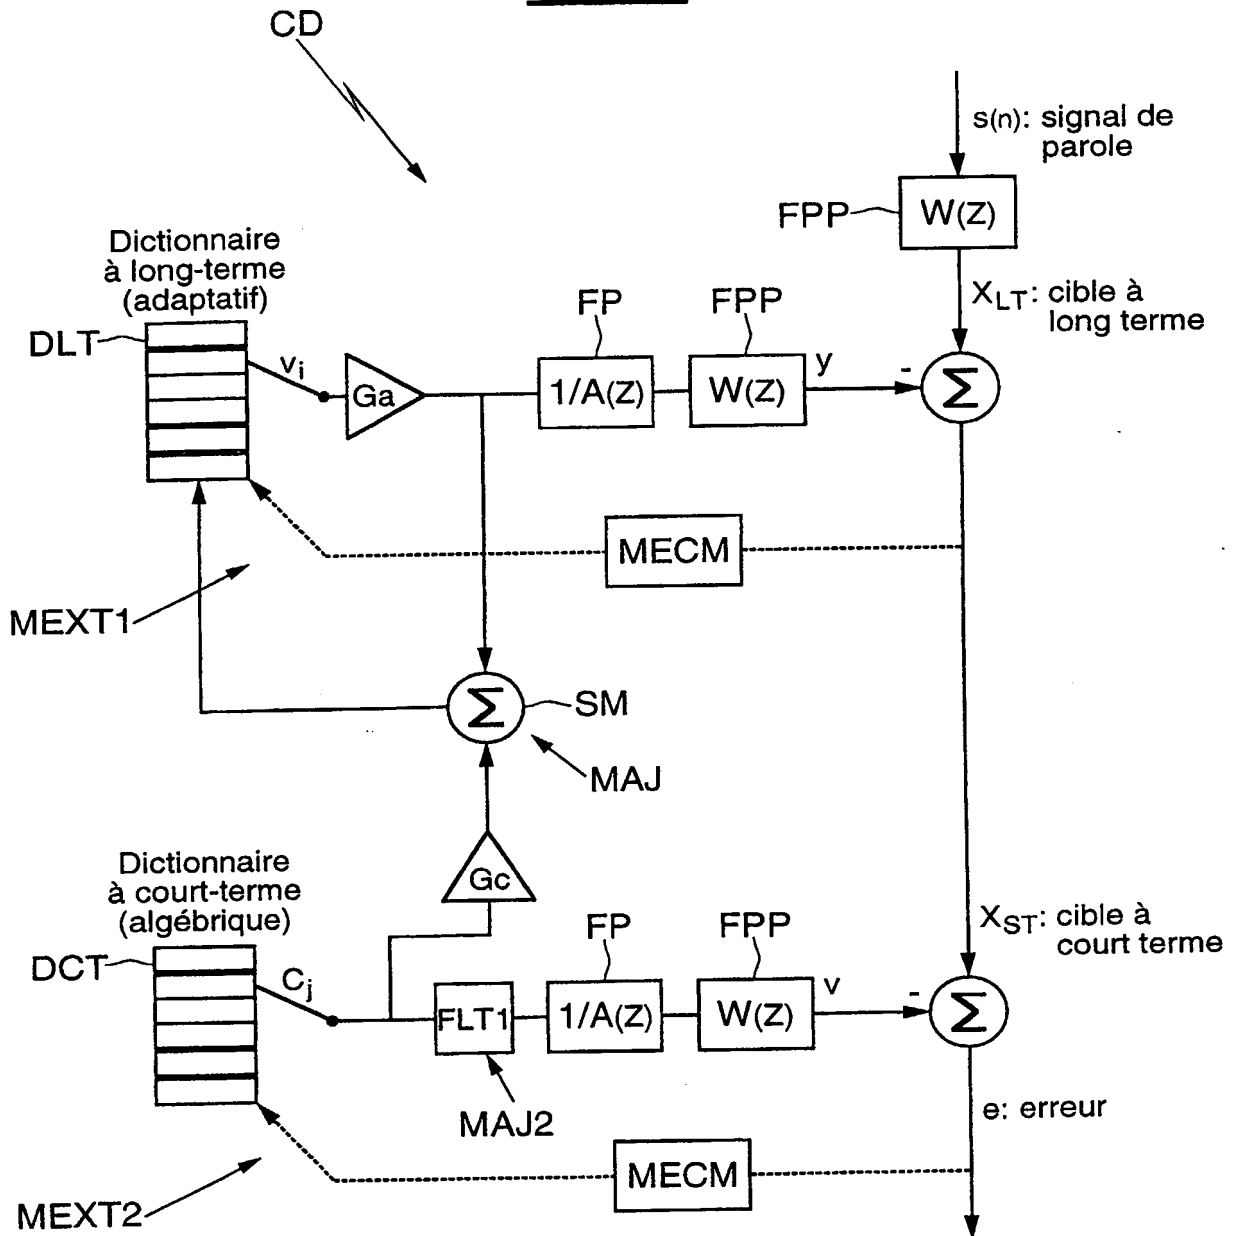 CD
s(n): signal de
parole
FPP
W(Z)
Dictionnaire
à long-terme
(adaptatif)
DLT
vi
Ga
FP
1/A(Z)
FPP
W(Z)
y
-
XLT: cible à
long terme
Σ
MECM
MEXT1
Σ
SM
MAJ
Gc
Dictionnaire
à court-terme
(algébrique)
DCT
Cj
FLT1
MAJ2
FP
1/A(Z)
FPP
W(Z)
v
-
XST: cible à
court terme
Σ
e: erreur
MECM
MEXT2